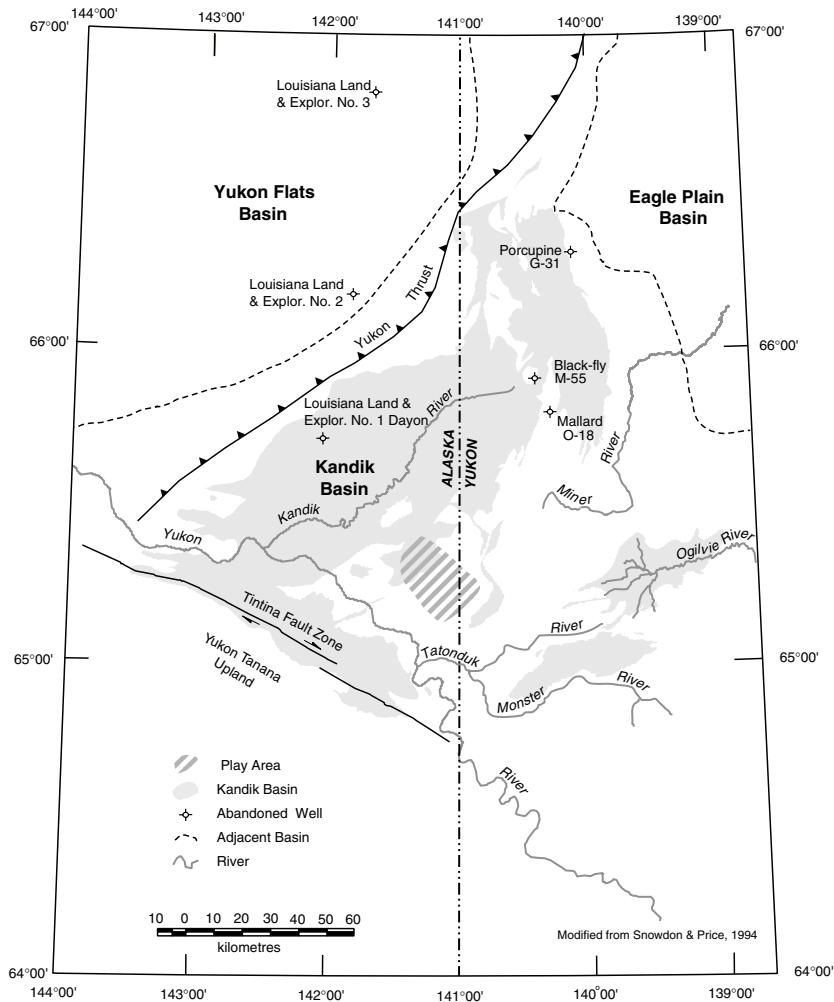 144°00'
143°00'
142°00'
141°00'
140°00'
139°00'
67°00'
67°00'
Louisiana Land
& Explor. No. 3
Yukon Flats
Basin
Eagle Plain
Basin
Porcupine
G-31
Louisiana Land
& Explor. No. 2
Thrust
Yukon
66°00'
66°00'
Black-fly
M-55
Mallard
O-18
Louisiana Land &
Explor. No. 1 Dayon
River
River
ALASKA
YUKON
Kandik
Basin
Miner
Kandik
Yukon
Ogilvie River
Tintina Fault Zone
Yukon Tanana
Upland
River
Tatonduk
65°00'
65°00'
River
Monster
River
Play Area
Kandik Basin
Abandoned Well
Adjacent Basin
River
10 0 10 20 30 40 50 60
kilometres
Modified from Snowdon & Price, 1994
64°00'
64°00'
144°00'
143°00'
142°00'
141°00'
140°00'
139°00'